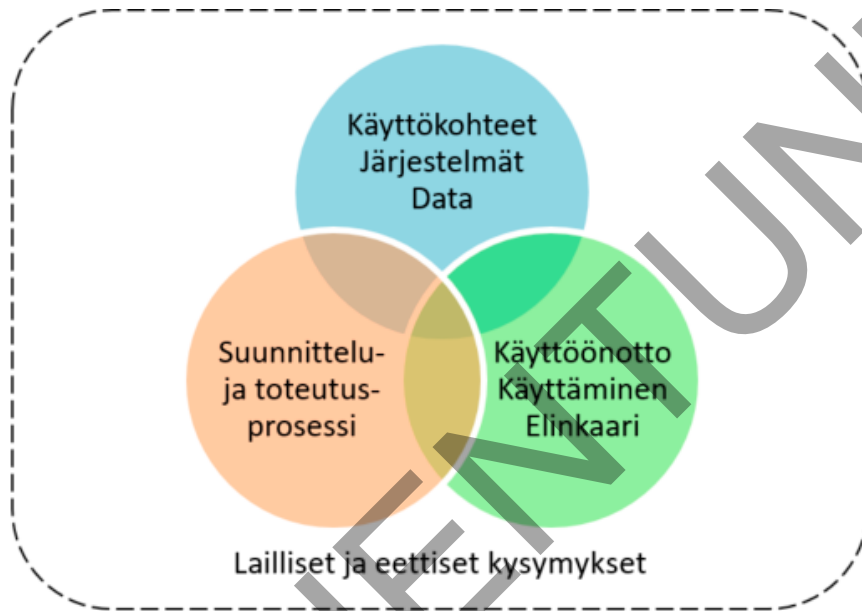 Käyttökohteet
Järjestelmät
Data
Suunnittelu-
ja toteutus-
prosessi
Käyttöönotto
Käyttäminen
Elinkaari
Lailliset ja eettiset kysymykset